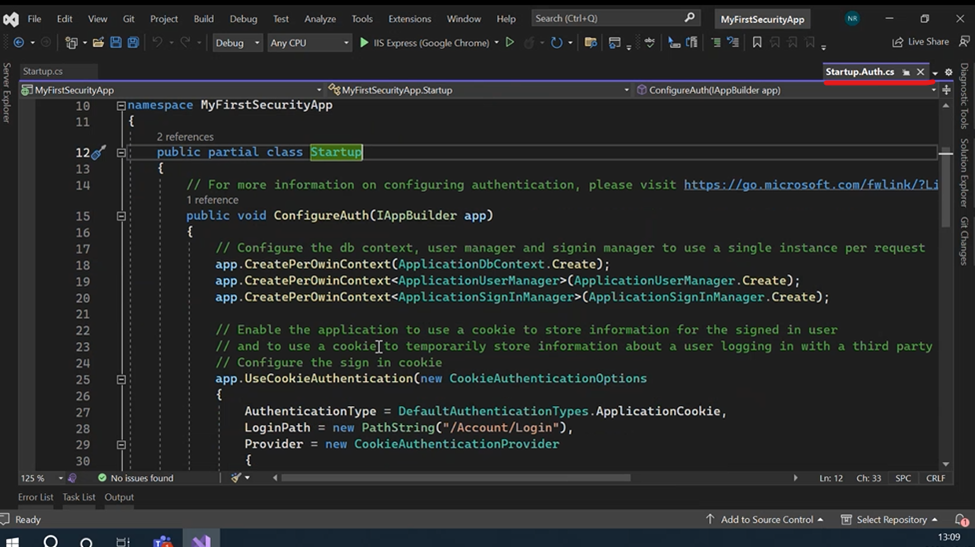 File Edit View Git Project Build Debug Test Analyze Tools Extensions Window Help Search (Ctrl+Q) MyFirstSecurityApp NR
Debug Any CPU IIS Express (Google Chrome) Live Share
Startup.cs Startup.Auth.cs
MyFirstSecurityApp MyFirstSecurityApp.Startup ConfigureAuth(IAppBuilder app)
Server Explorer
Diagnostic Tools
Solution Explorer
Git Changes
10 namespace MyFirstSecurityApp
11 {
2 references
12 public partial class Startup
13 {
14 // For more information on configuring authentication, please visit https://go.microsoft.com/fwlink/?Li
1 reference
15 public void ConfigureAuth(IAppBuilder app)
16 {
17 // Configure the db context, user manager and signin manager to use a single instance per request
18 app.CreatePerOwinContext(ApplicationDbContext.Create);
19 app.CreatePerOwinContext<ApplicationUserManager>(ApplicationUserManager.Create);
20 app.CreatePerOwinContext<ApplicationSignInManager>(ApplicationSignInManager.Create);
21
22 // Enable the application to use a cookie to store information for the signed in user
23 // and to use a cookie to temporarily store information about a user logging in with a third party
24 // Configure the sign in cookie
25 app.UseCookieAuthentication(new CookieAuthenticationOptions
26 {
27 AuthenticationType = DefaultAuthenticationTypes.ApplicationCookie,
28 LoginPath = new PathString("/Account/Login"),
29 Provider = new CookieAuthenticationProvider
30 {
125 % No issues found Ln: 12 Ch: 33 SPC CRLF
Error List Task List Output
Ready Add to Source Control Select Repository 1
13:09